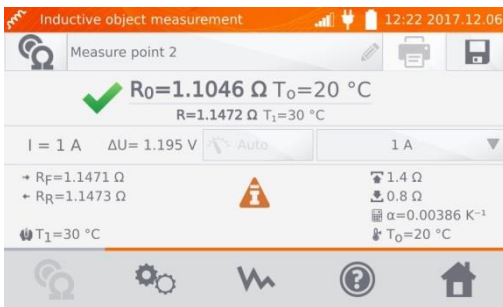 Inductive object measurement 12:22 2017.12.06
Measure point 2
R₀=1.1046 Ω T₀=20 °C
R=1.1472 Ω T₁=30 °C
I = 1 A ΔU= 1.195 V Auto 1 A
→ RF=1.1471 Ω 1.4 Ω
← RR=1.1473 Ω 0.8 Ω
α=0.00386 K⁻¹
T₁=30 °C T₀=20 °C